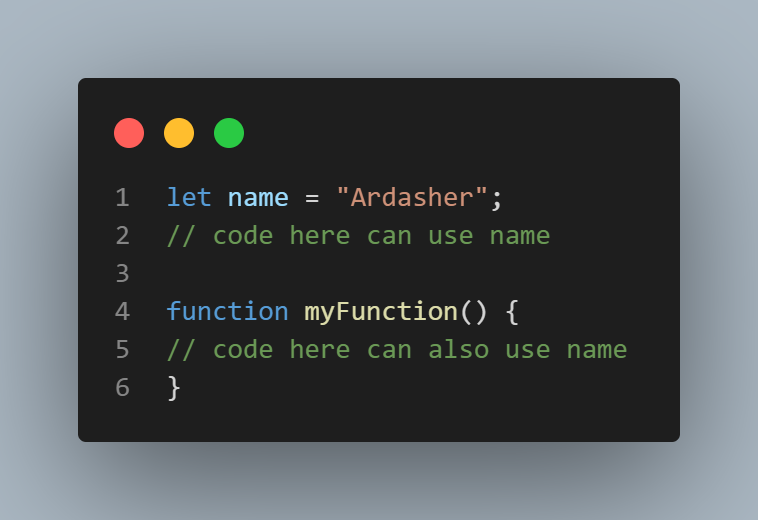 1 let name = "Ardasher";
2 // code here can use name
3
4 function myFunction() {
5 // code here can also use name
6 }